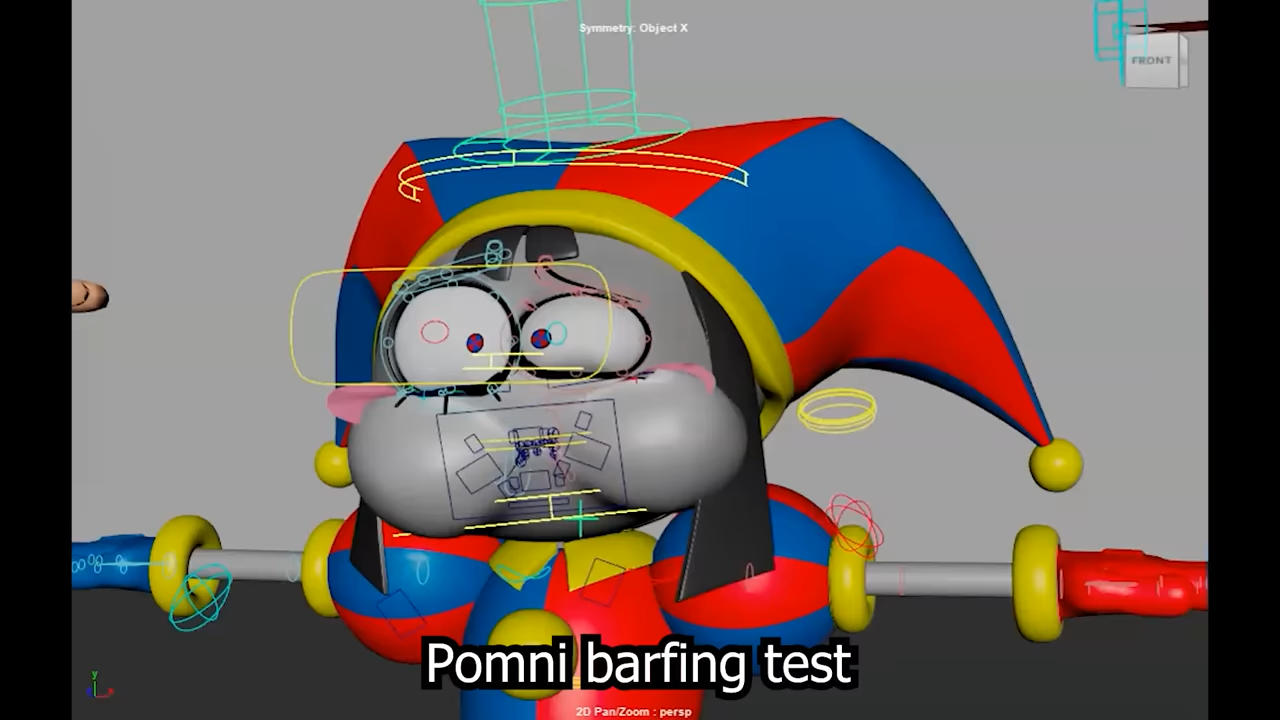 Symmetry: Object X
FRONT
Pomni barfing test
2D Pan/Zoom : persp
y